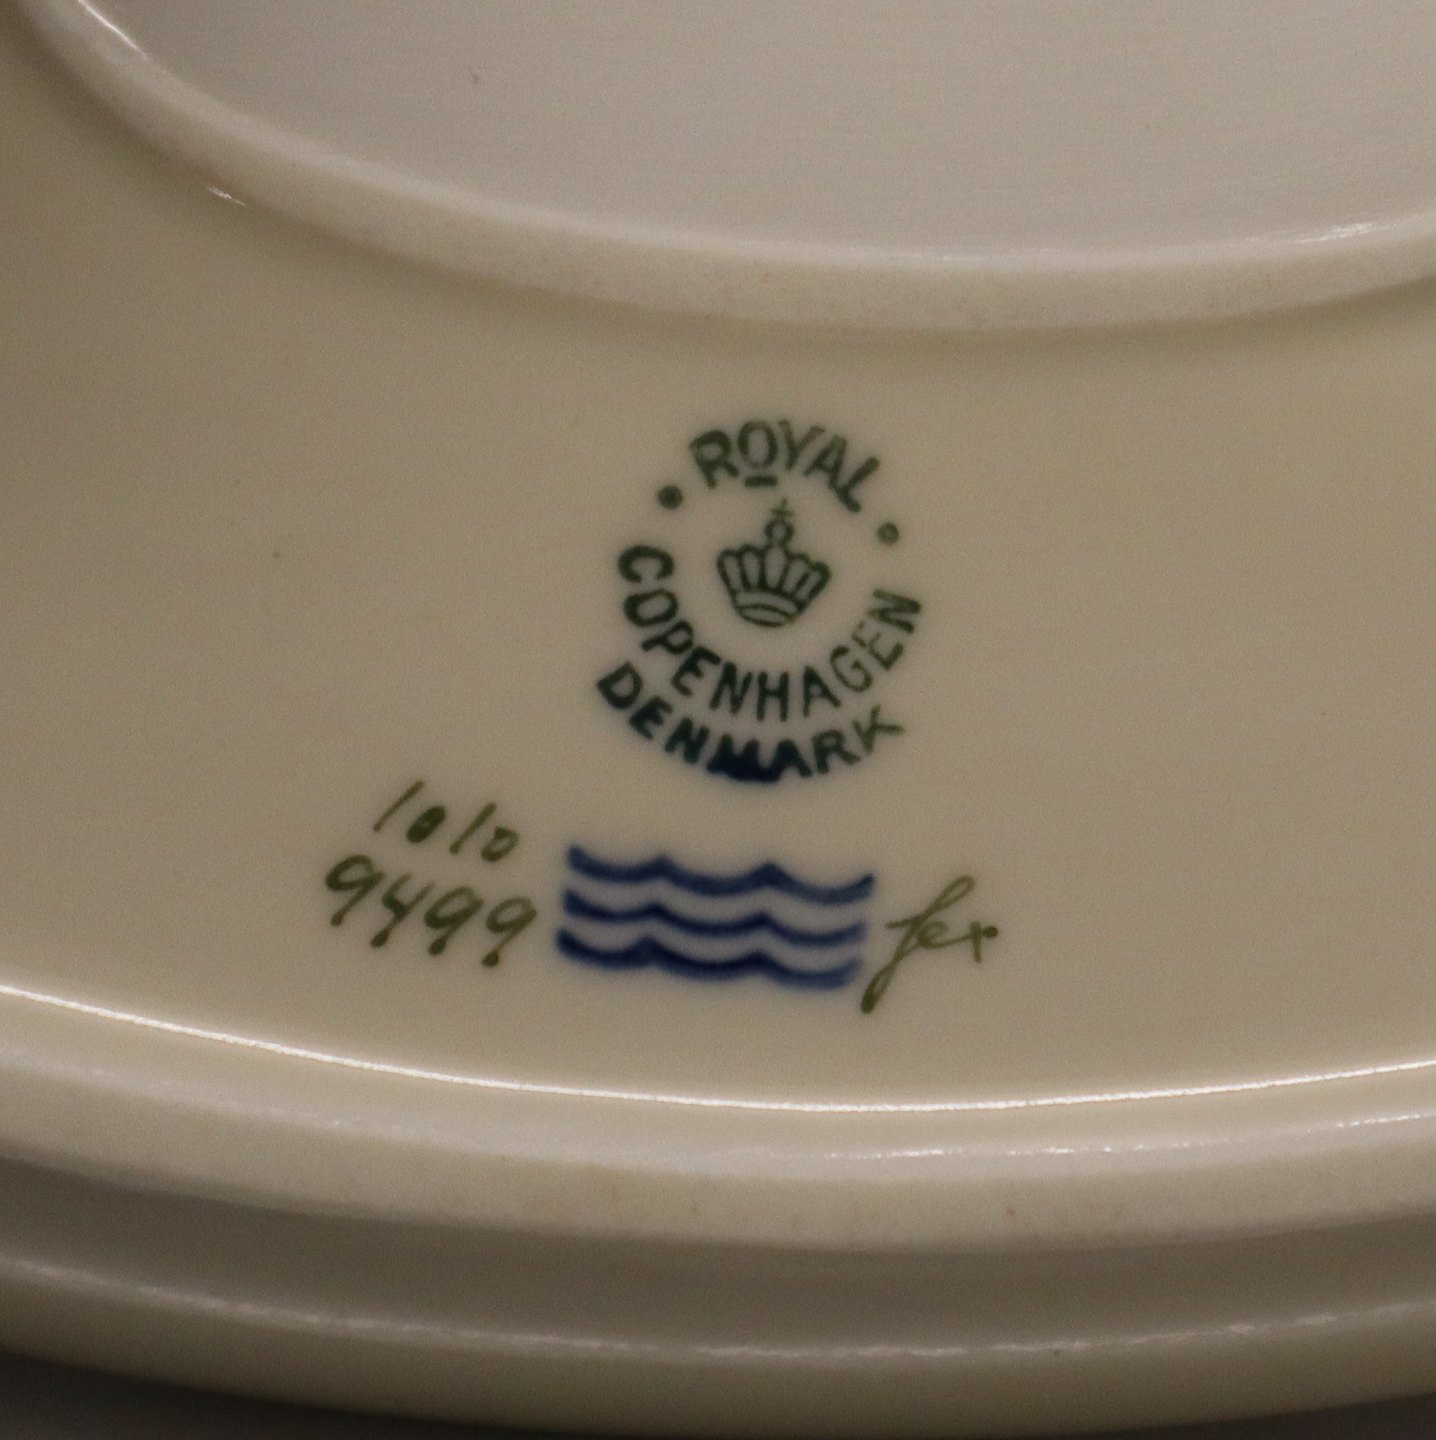 ROYAL
COPENHAGEN
DENMARK
1010
9499